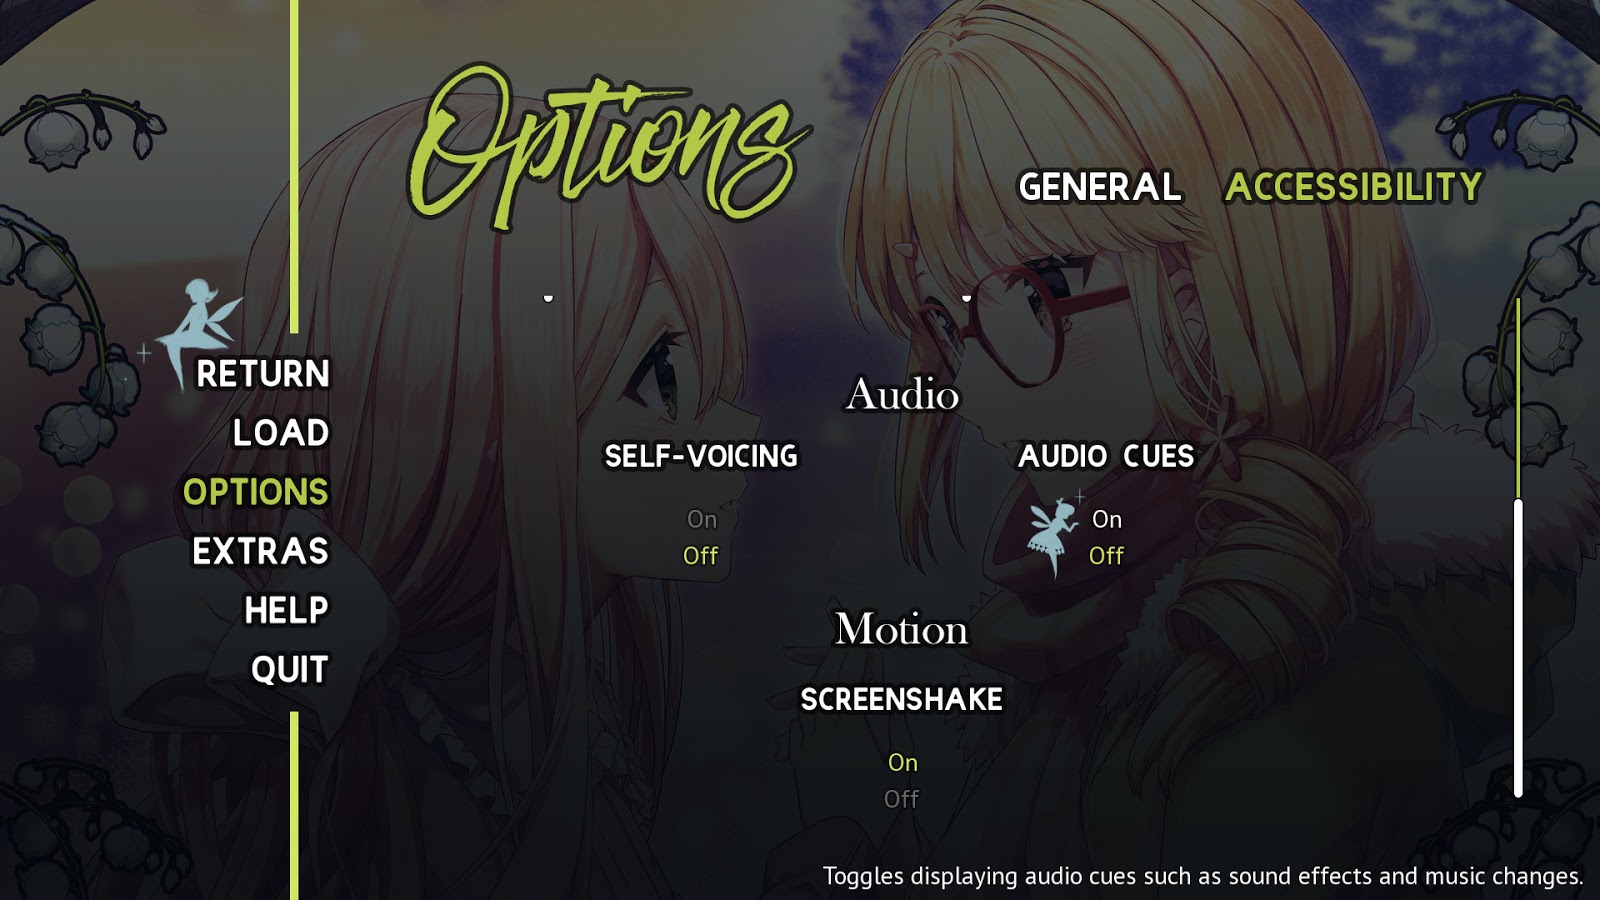 Options
GENERAL ACCESSIBILITY
RETURN
LOAD
OPTIONS
EXTRAS
HELP
QUIT
Audio
SELF-VOICING AUDIO CUES
On On
Off Off
Motion
SCREENSHAKE
On
Off
Toggles displaying audio cues such as sound effects and music changes.